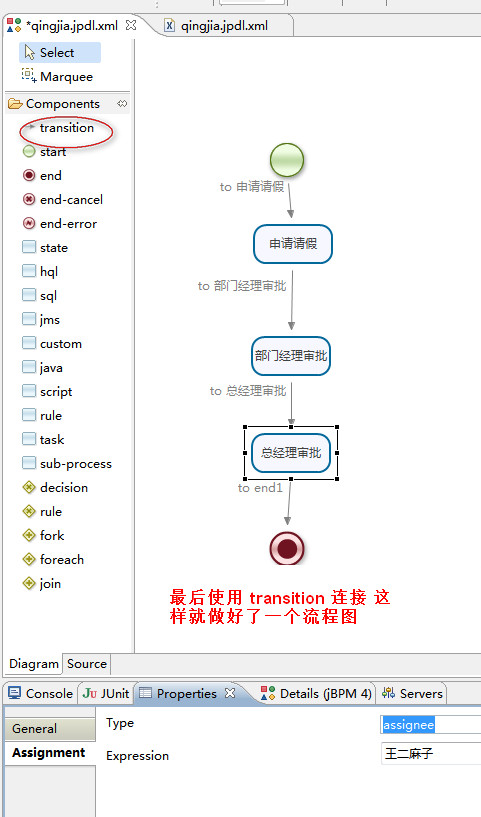 *qingjia.jpdl.xml
qingjia.jpdl.xml
Select
Marquee
Components
transition
start
end
end-cancel
end-error
state
hql
sql
jms
custom
java
script
rule
task
sub-process
decision
rule
fork
foreach
join
to 申请请假
申请请假
to 部门经理审批
部门经理审批
to 总经理审批
总经理审批
to end1
最后使用 transition 连接 这
样就做好了一个流程图
Diagram
Source
Console
JUnit
Properties
Details (jBPM 4)
Servers
General
Assignment
Type
assignee
Expression
王二麻子